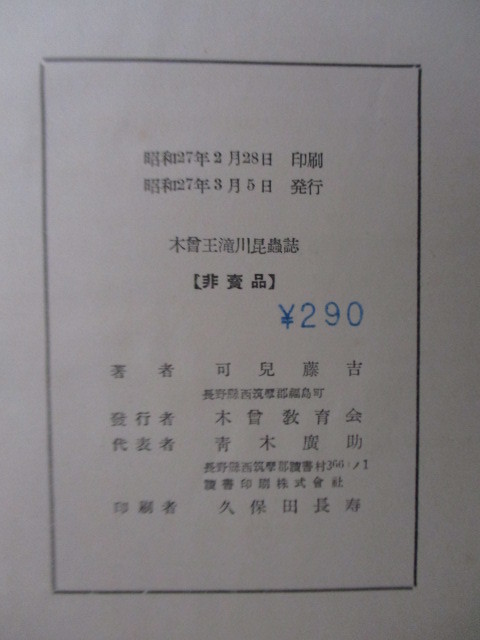 昭和27年2月28日 印刷
昭和27年3月5日 発行
木曾王滝川昆蟲誌
【非賣品】
¥290
著者 可兒藤吉
長野縣西筑摩郡福島町
發行者 木曾敎育会
代表者 青木廣助
長野縣西筑摩郡讀書村366ノ1
讀書印刷株式會社
印刷者 久保田長寿